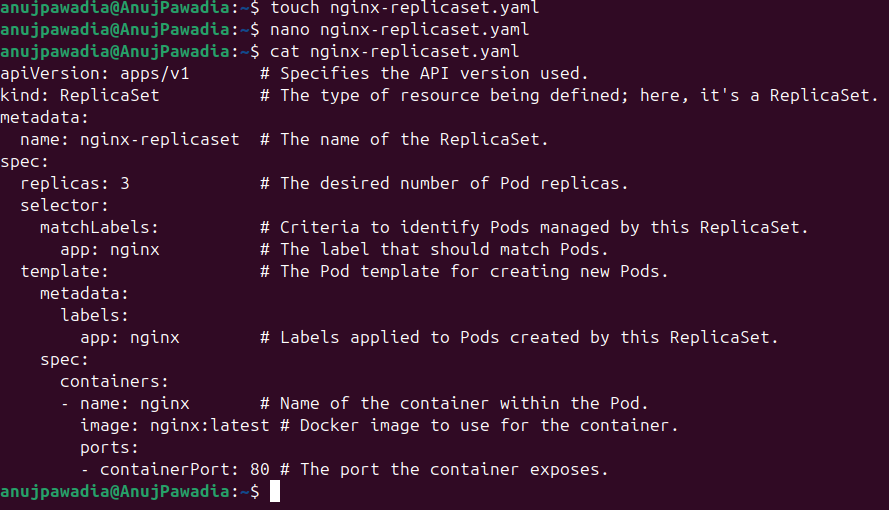 anujpawadia@AnujPawadia:~$ touch nginx-replicaset.yaml
anujpawadia@AnujPawadia:~$ nano nginx-replicaset.yaml
anujpawadia@AnujPawadia:~$ cat nginx-replicaset.yaml
apiVersion: apps/v1       # Specifies the API version used.
kind: ReplicaSet          # The type of resource being defined; here, it's a ReplicaSet.
metadata:
  name: nginx-replicaset  # The name of the ReplicaSet.
spec:
  replicas: 3             # The desired number of Pod replicas.
  selector:
    matchLabels:          # Criteria to identify Pods managed by this ReplicaSet.
      app: nginx          # The label that should match Pods.
  template:               # The Pod template for creating new Pods.
    metadata:
      labels:
        app: nginx        # Labels applied to Pods created by this ReplicaSet.
    spec:
      containers:
      - name: nginx       # Name of the container within the Pod.
        image: nginx:latest # Docker image to use for the container.
        ports:
        - containerPort: 80 # The port the container exposes.
anujpawadia@AnujPawadia:~$